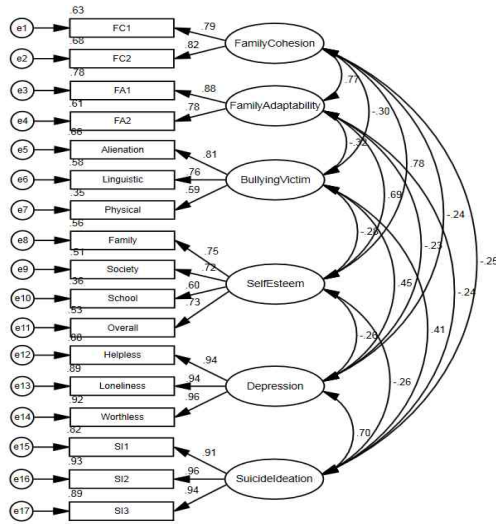 .63
e1 FC1 .79
FamilyCohesion
.68 .82
e2 FC2
.78 .77
e3 FA1 .88 -.30
FamilyAdaptability
.61 .78
e4 FA2
.66 -.32 .78
e5 Alienation .81
.58 .69 -.24
e6 Linguistic .76 BullyingVictim
.35 .59
e7 Physical -.23
.56 -.26 -.25
e8 Family .75
.51 .72 .45 -.24
e9 Society
.36 .60 SelfEsteem
e10 School .41
.53 .73
e11 Overall
.88 -.26
e12 Helpless .94
.89 -.26
e13 Loneliness .94 Depression
.92 .96
e14 Worthless
.82 .70
e15 SI1 .91
.93
e16 SI2 .96 SuicideIdeation
.89 .94
e17 SI3